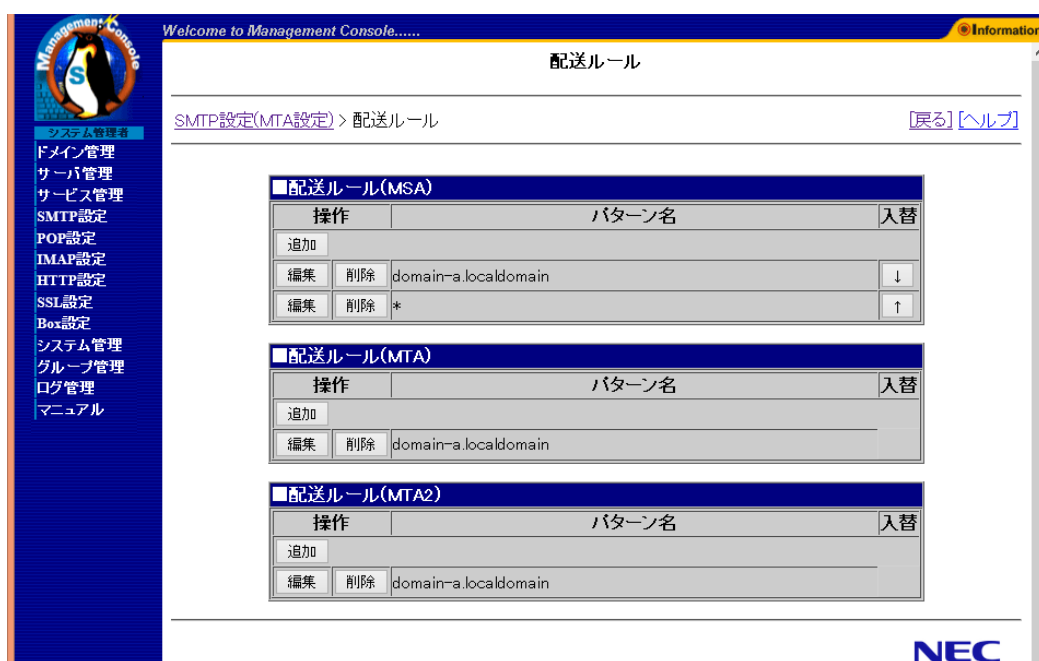 Management Console
S
Welcome to Management Console......
Information
配送ルール
SMTP設定(MTA設定) > 配送ルール
[戻る] [ヘルプ]
システム管理者
ドメイン管理
サーバ管理
サービス管理
SMTP設定
POP設定
IMAP設定
HTTP設定
SSL設定
Box設定
システム管理
グループ管理
ログ管理
マニュアル
■配送ルール(MSA)
操作 パターン名 入替
追加
編集 削除 domain-a.localdomain ↓
編集 削除 * ↑
■配送ルール(MTA)
操作 パターン名 入替
追加
編集 削除 domain-a.localdomain
■配送ルール(MTA2)
操作 パターン名 入替
追加
編集 削除 domain-a.localdomain
NEC